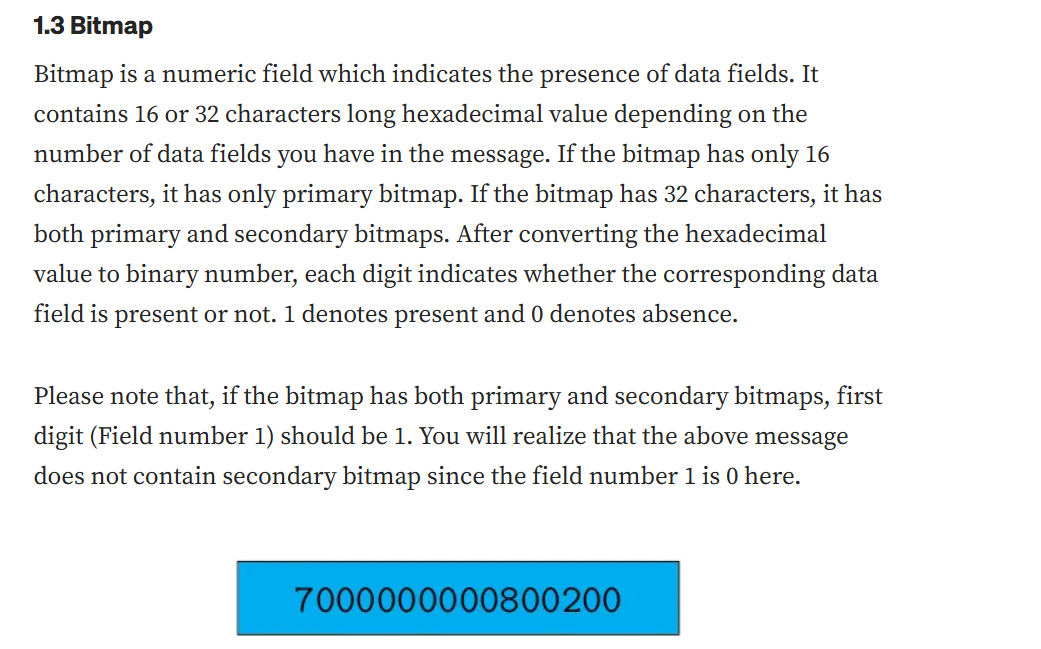 1.3 Bitmap
Bitmap is a numeric field which indicates the presence of data fields. It
contains 16 or 32 characters long hexadecimal value depending on the
number of data fields you have in the message. If the bitmap has only 16
characters, it has only primary bitmap. If the bitmap has 32 characters, it has
both primary and secondary bitmaps. After converting the hexadecimal
value to binary number, each digit indicates whether the corresponding data
field is present or not. 1 denotes present and 0 denotes absence.
Please note that, if the bitmap has both primary and secondary bitmaps, first
digit (Field number 1) should be 1. You will realize that the above message
does not contain secondary bitmap since the field number 1 is 0 here.
7000000000800200